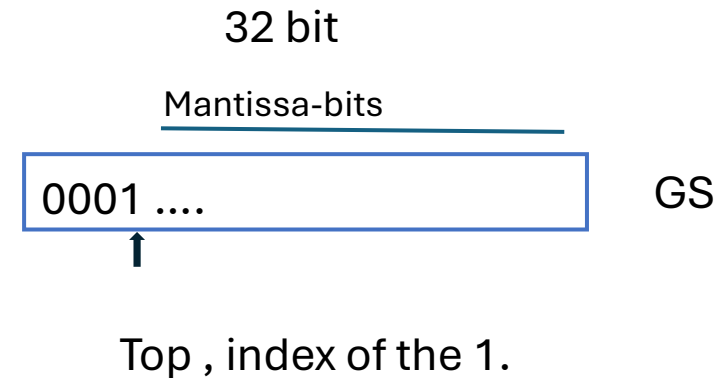 32 bit
Mantissa-bits
0001 ....
GS
Top , index of the 1.